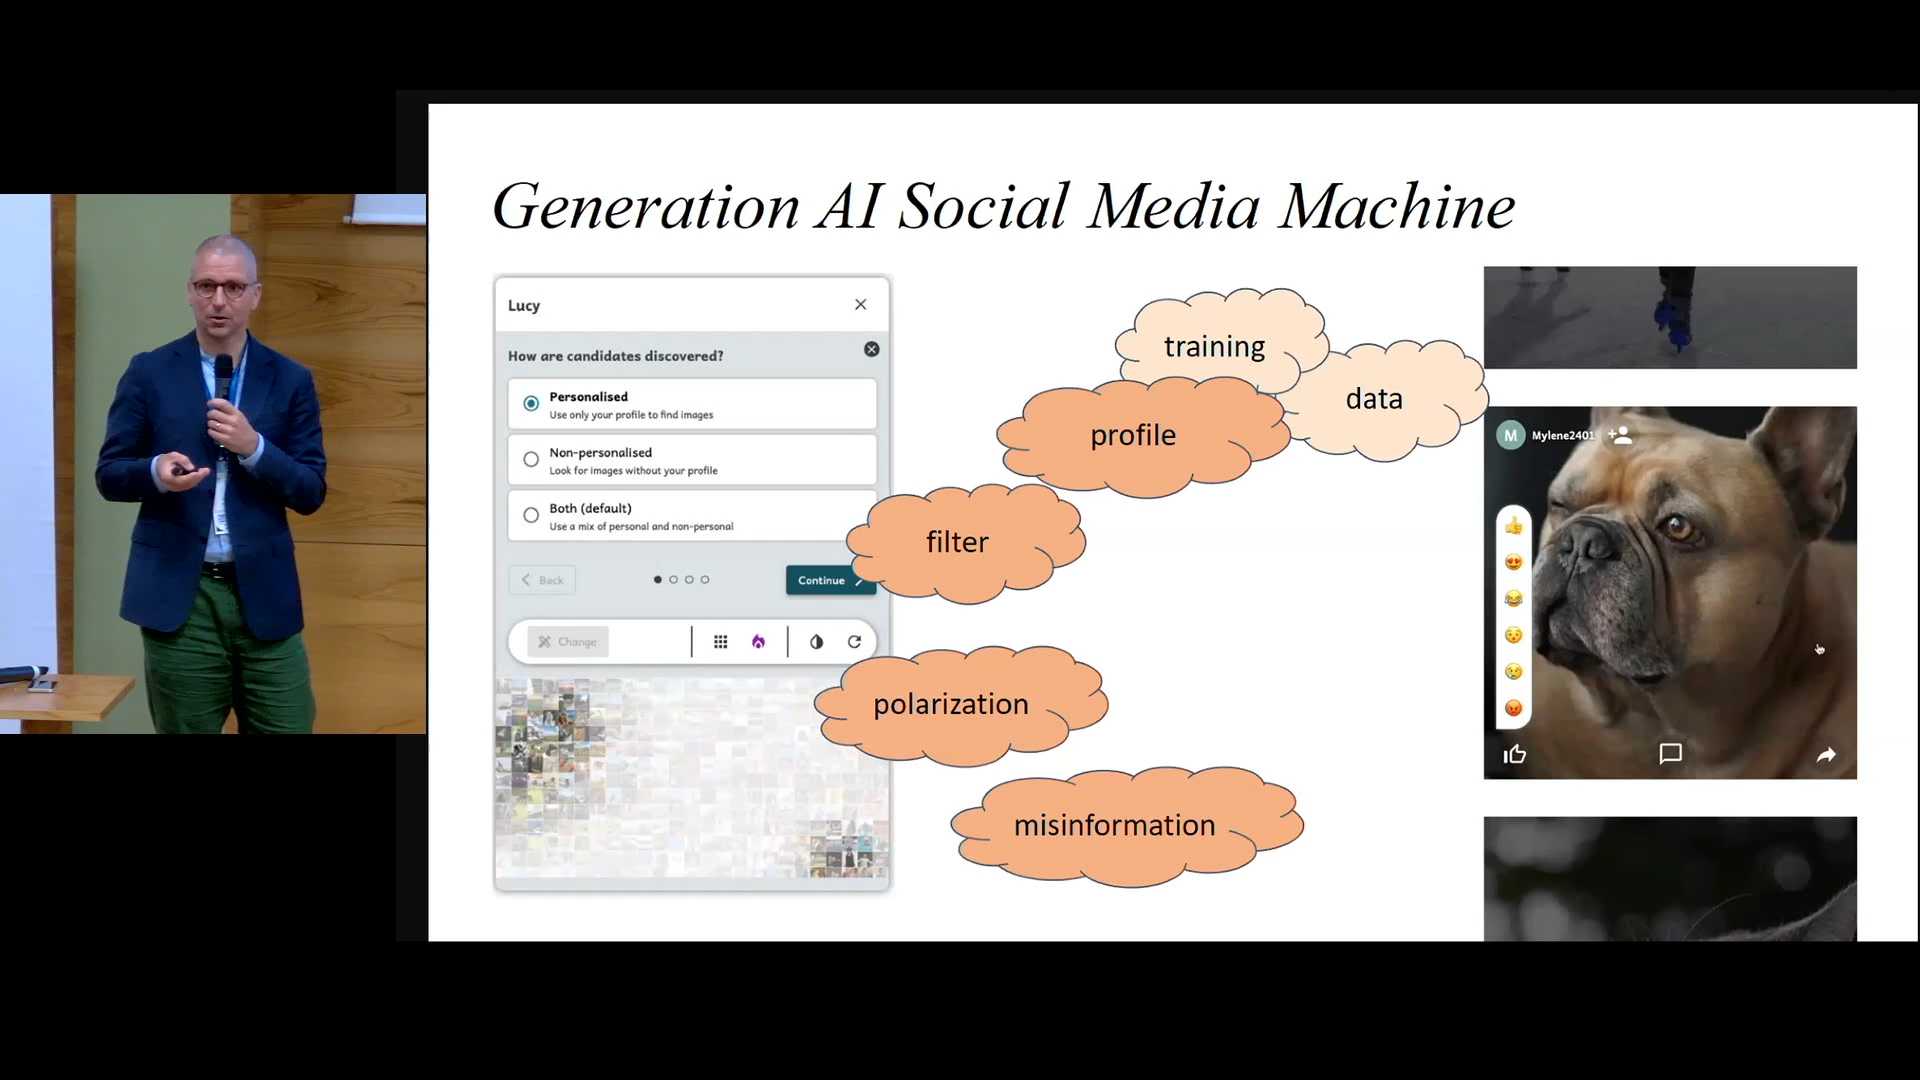 Generation AI Social Media Machine
Lucy
How are candidates discovered?
Personalised
Use only your profile to find images
Non-personalised
Look for images without your profile
Both (default)
Use a mix of personal and non-personal
Back
Continue
Change
training
data
profile
filter
polarization
misinformation
M Mylene2401